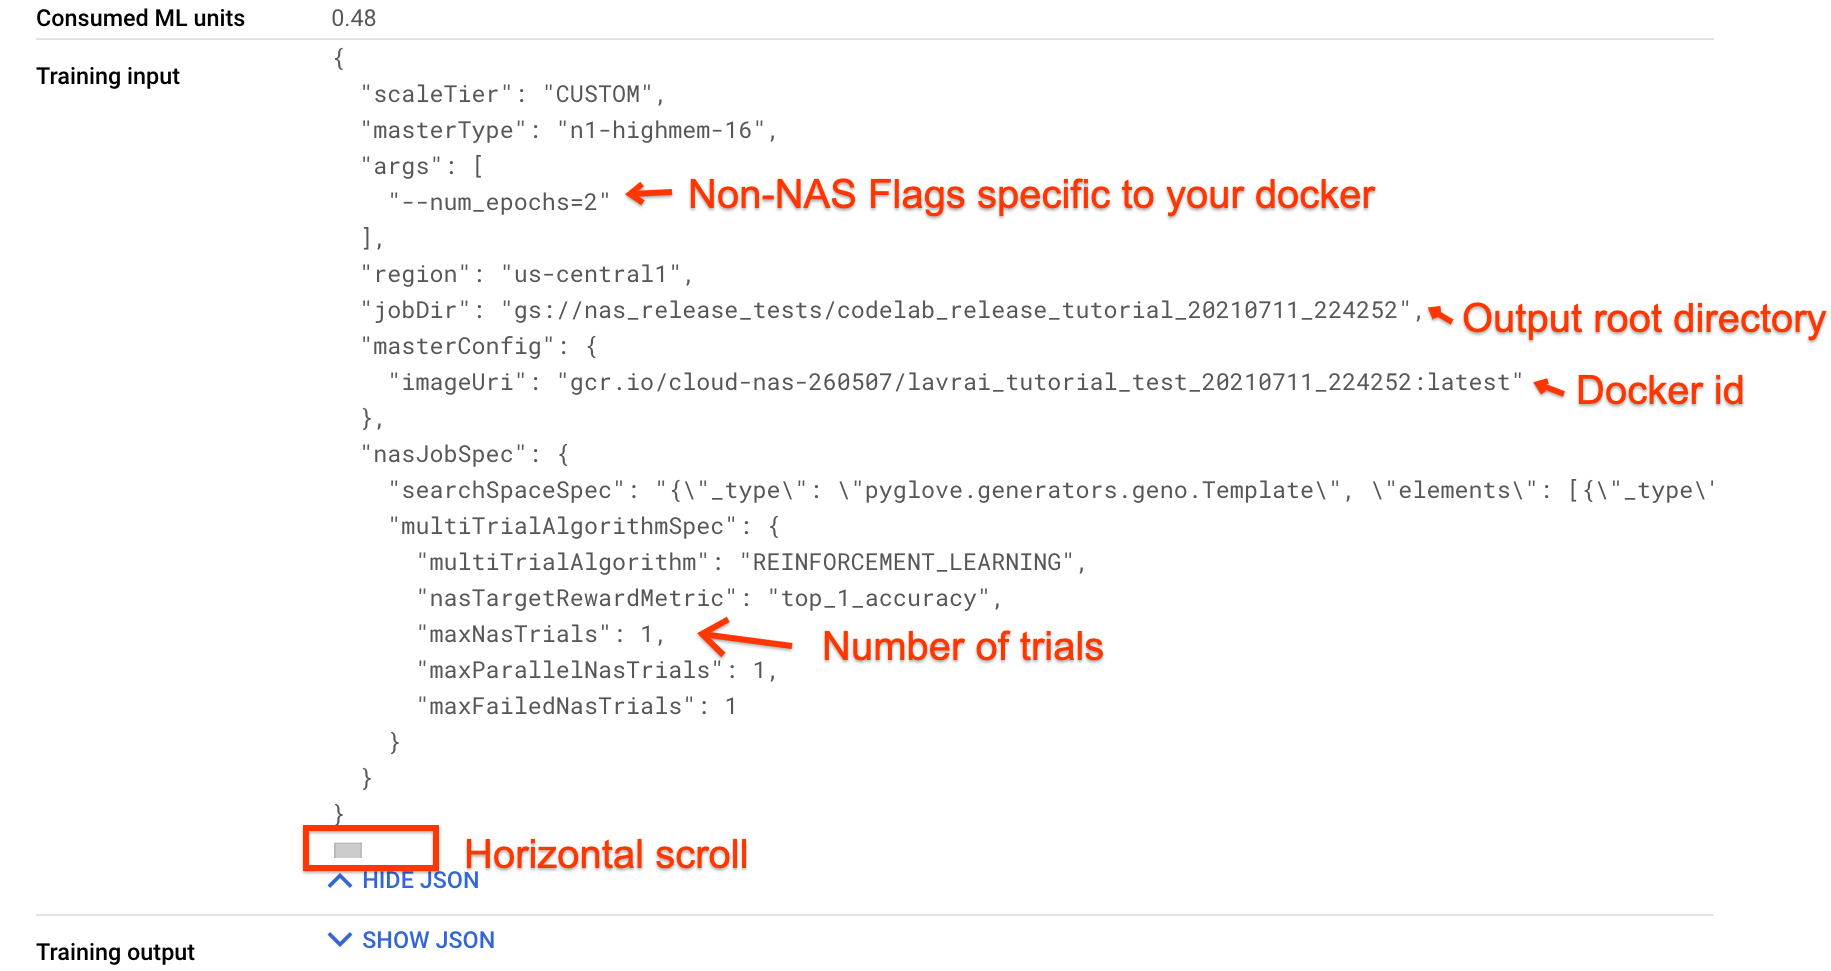 Consumed ML units 0.48
Training input
{
"scaleTier": "CUSTOM",
"masterType": "n1-highmem-16",
"args": [
"--num_epochs=2" Non-NAS Flags specific to your docker
],
"region": "us-central1",
"jobDir": "gs://nas_release_tests/codelab_release_tutorial_20210711_224252", Output root directory
"masterConfig": {
"imageUri": "gcr.io/cloud-nas-260507/lavrai_tutorial_test_20210711_224252:latest" Docker id
},
"nasJobSpec": {
"searchSpaceSpec": "{\"_type\": \"pyglove.generators.geno.Template\", \"elements\": [{\"_type\"
"multiTrialAlgorithmSpec": {
"multiTrialAlgorithm": "REINFORCEMENT_LEARNING",
"nasTargetRewardMetric": "top_1_accuracy",
"maxNasTrials": 1, Number of trials
"maxParallelNasTrials": 1,
"maxFailedNasTrials": 1
}
}
}
Horizontal scroll
HIDE JSON
Training output SHOW JSON